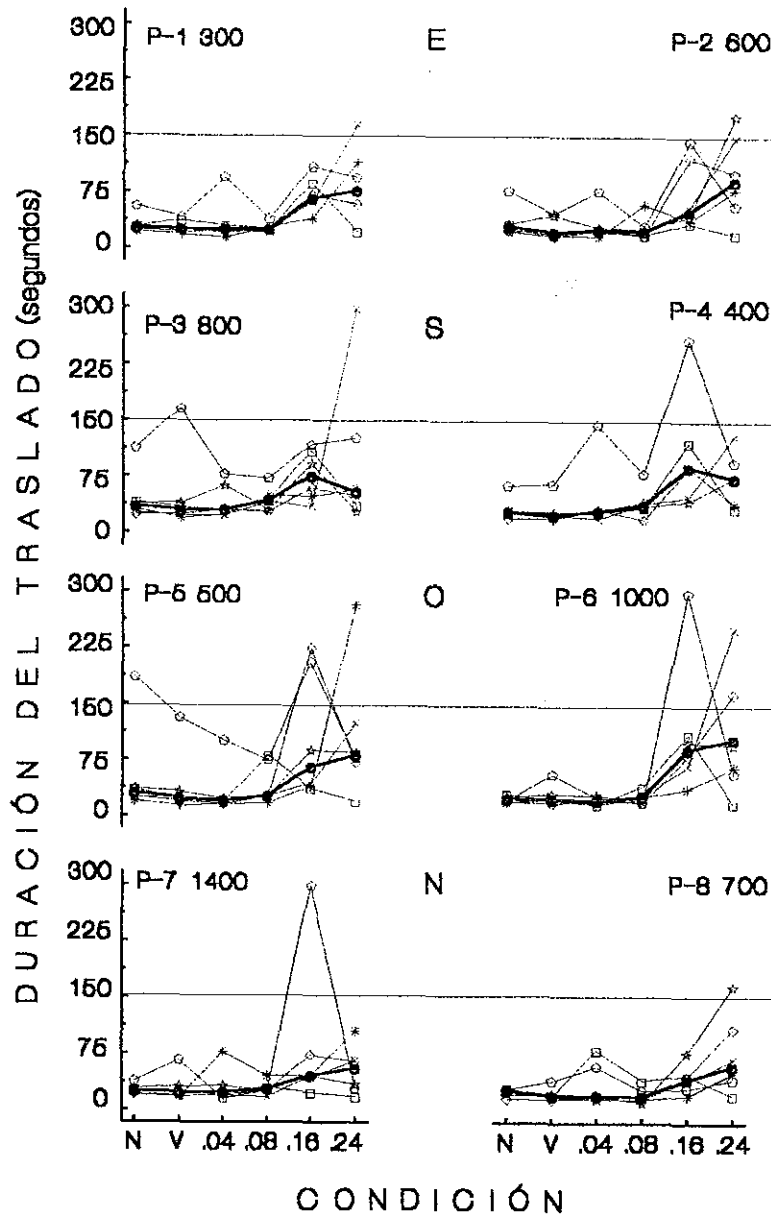 DURACIÓN DEL TRASLADO (segundos)
P-1 300
E
P-2 600
300
225
150
75
0
P-3 800
S
P-4 400
300
225
150
75
0
P-5 500
O
P-6 1000
300
225
150
75
0
P-7 1400
N
P-8 700
300
225
150
75
0
N V .04 .08 .16 .24
N V .04 .08 .16 .24
CONDICIÓN